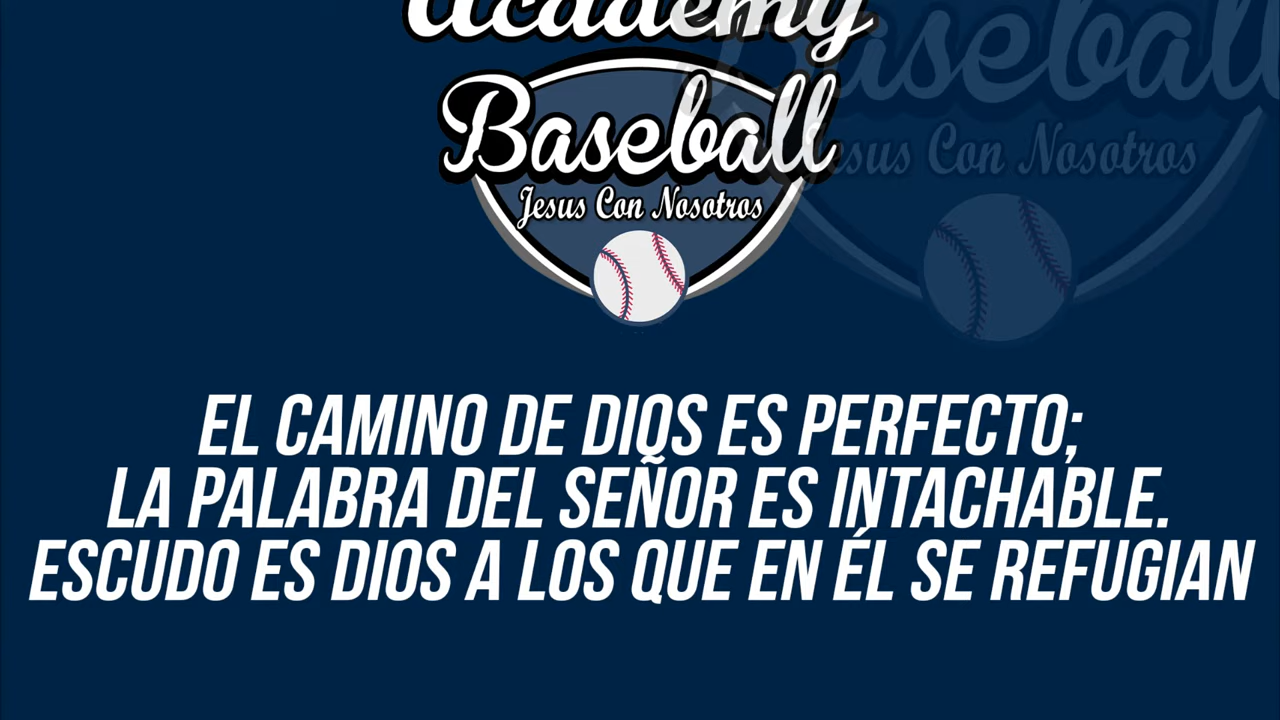 Academy
Baseball
Jesus Con Nosotros
Baseball
Jesus Con Nosotros
EL CAMINO DE DIOS ES PERFECTO;
LA PALABRA DEL SEÑOR ES INTACHABLE.
ESCUDO ES DIOS A LOS QUE EN ÉL SE REFUGIAN